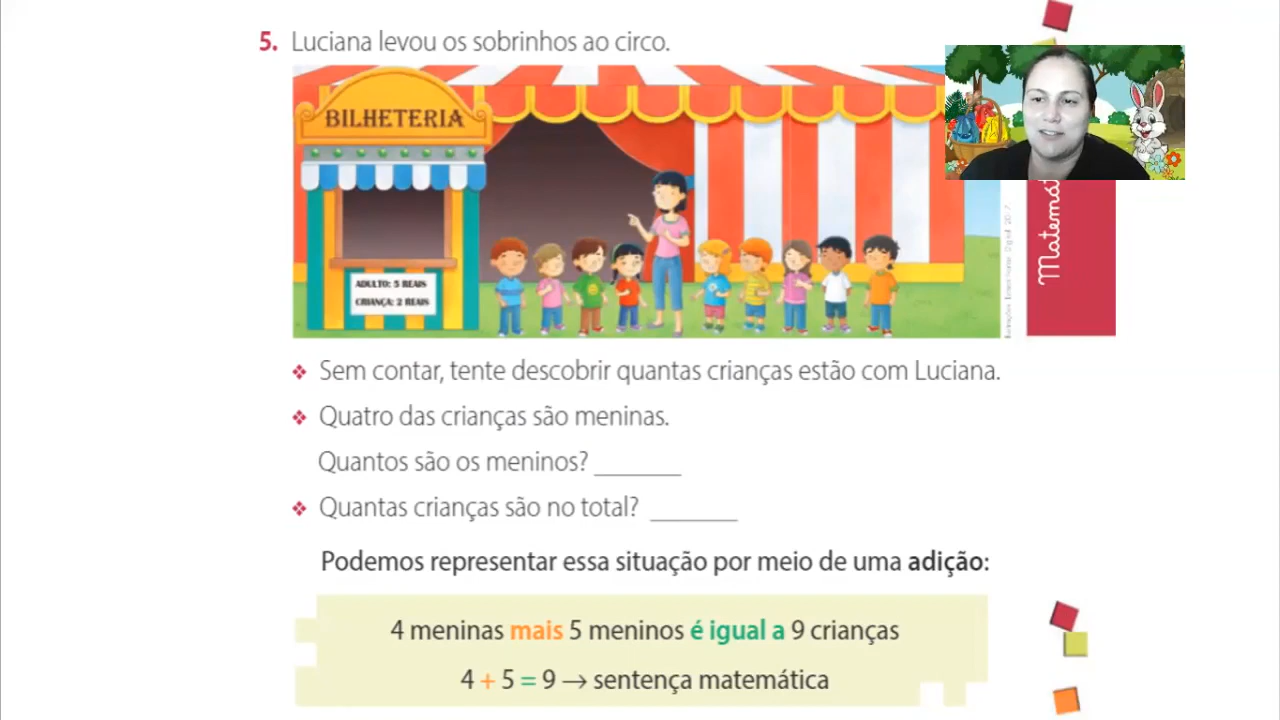 5. Luciana levou os sobrinhos ao circo.
BILHETERIA
ADULTO: 5 REAIS
CRIANÇA: 2 REAIS
❖ Sem contar, tente descobrir quantas crianças estão com Luciana.
❖ Quatro das crianças são meninas.
Quantos são os meninos? ______
❖ Quantas crianças são no total? ______
Podemos representar essa situação por meio de uma adição:
4 meninas mais 5 meninos é igual a 9 crianças
4 + 5 = 9 → sentença matemática
Matemá